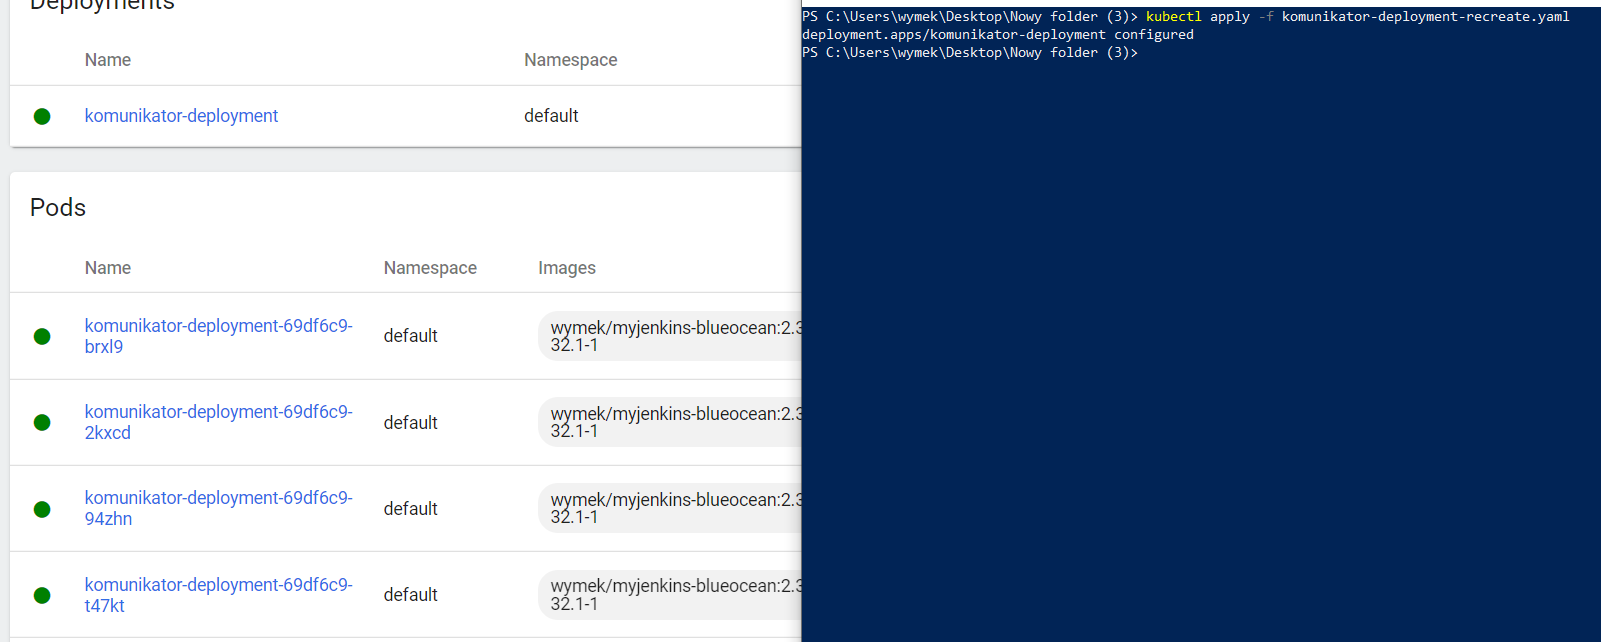 Deployments
Name Namespace
komunikator-deployment default
Pods
Name Namespace Images
komunikator-deployment-69df6c9-
brxl9
default
wymek/myjenkins-blueocean:2.3
32.1-1
komunikator-deployment-69df6c9-
2kxcd
default
wymek/myjenkins-blueocean:2.3
32.1-1
komunikator-deployment-69df6c9-
94zhn
default
wymek/myjenkins-blueocean:2.3
32.1-1
komunikator-deployment-69df6c9-
t47kt
default
wymek/myjenkins-blueocean:2.3
32.1-1
PS C:\Users\wymek\Desktop\Nowy folder (3)> kubectl apply -f komunikator-deployment-recreate.yaml
deployment.apps/komunikator-deployment configured
PS C:\Users\wymek\Desktop\Nowy folder (3)>